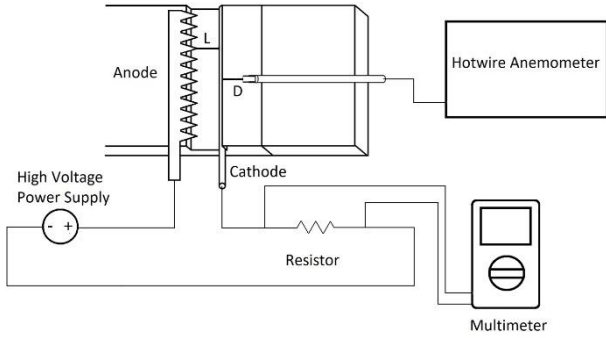 L
Anode
Hotwire Anemometer
D
Cathode
High Voltage
Power Supply
- +
Resistor
Multimeter